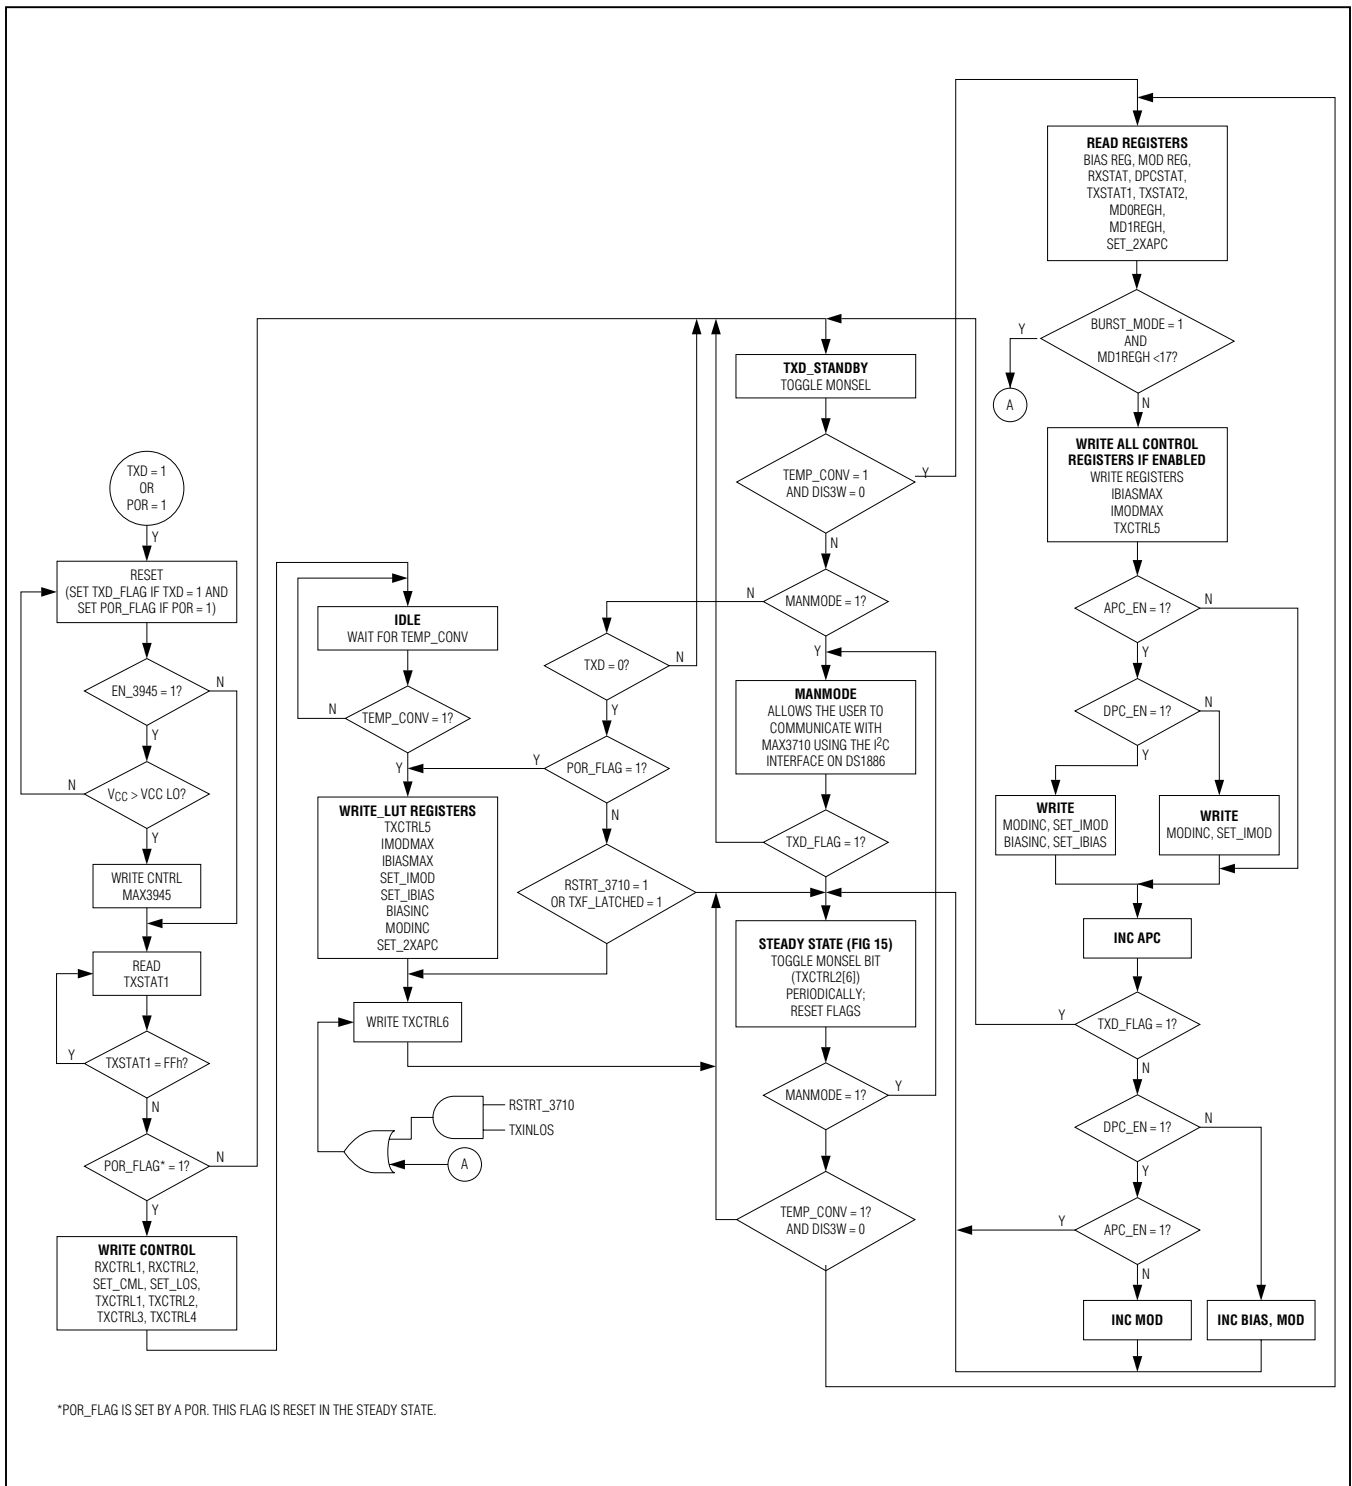 TXD = 1
OR
POR = 1
Y
RESET
(SET TXD_FLAG IF TXD = 1 AND
SET POR_FLAG IF POR = 1)
EN_3945 = 1?
N
Y
VCC > VCC LO?
N
Y
WRITE CNTRL
MAX3945
READ
TXSTAT1
TXSTAT1 = FFh?
Y
N
POR_FLAG* = 1?
N
Y
WRITE CONTROL
RXCTRL1, RXCTRL2,
SET_CML, SET_LOS,
TXCTRL1, TXCTRL2,
TXCTRL3, TXCTRL4
IDLE
WAIT FOR TEMP_CONV
N
TEMP_CONV = 1?
Y
WRITE_LUT REGISTERS
TXCTRL5
IMODMAX
IBIASMAX
SET_IMOD
SET_IBIAS
BIASINC
MODINC
SET_2XAPC
WRITE TXCTRL6
RSTRT_3710
TXINLOS
A
TXD = 0?
N
Y
POR_FLAG = 1?
Y
N
RSTRT_3710 = 1
OR TXF_LATCHED = 1
TXD_STANDBY
TOGGLE MONSEL
TEMP_CONV = 1
AND DIS3W = 0
Y
N
MANMODE = 1?
N
Y
MANMODE
ALLOWS THE USER TO
COMMUNICATE WITH
MAX3710 USING THE I2C
INTERFACE ON DS1886
TXD_FLAG = 1?
STEADY STATE (FIG 15)
TOGGLE MONSEL BIT
(TXCTRL2[6])
PERIODICALLY;
RESET FLAGS
MANMODE = 1?
Y
TEMP_CONV = 1?
AND DIS3W = 0
READ REGISTERS
BIAS REG, MOD REG,
RXSTAT, DPCSTAT,
TXSTAT1, TXSTAT2,
MD0REGH,
MD1REGH,
SET_2XAPC
BURST_MODE = 1
AND
MD1REGH <17?
Y
A
N
WRITE ALL CONTROL
REGISTERS IF ENABLED
WRITE REGISTERS
IBIASMAX
IMODMAX
TXCTRL5
APC_EN = 1?
N
Y
DPC_EN = 1?
N
Y
WRITE
MODINC, SET_IMOD
BIASINC, SET_IBIAS
WRITE
MODINC, SET_IMOD
INC APC
TXD_FLAG = 1?
Y
N
DPC_EN = 1?
N
Y
APC_EN = 1?
Y
N
INC MOD
INC BIAS, MOD
*POR_FLAG IS SET BY A POR. THIS FLAG IS RESET IN THE STEADY STATE.